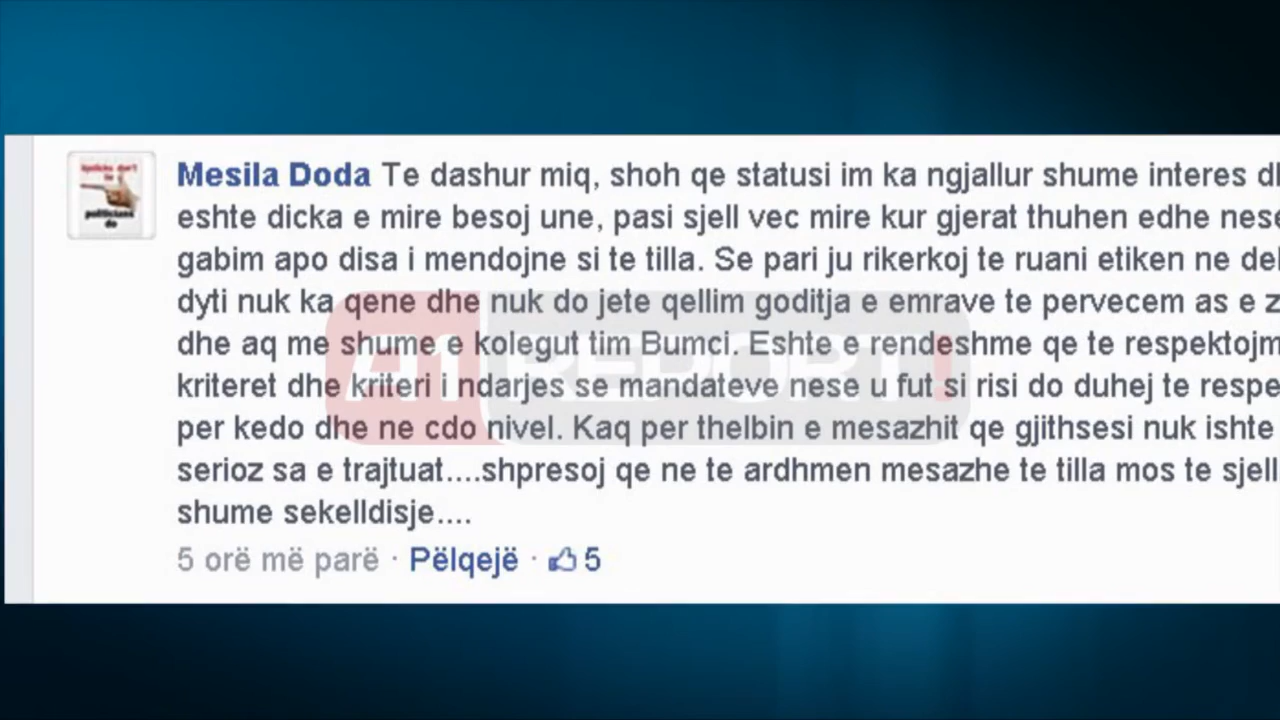 Mesila Doda Te dashur miq, shoh qe statusi im ka ngjallur shume interes
eshte dicka e mire besoj une, pasi sjell vec mire kur gjerat thuhen edhe
gabim apo disa i mendojne si te tilla. Se pari ju rikerkoj te ruani etiken ne
dyti nuk ka qene dhe nuk do jete qellim goditja e emrave te pervecem as e
dhe aq me shume e kolegut tim Bumci. Eshte e rendeshme qe te
kriteret dhe kriteri i ndarjes se mandateve nese u fut si risi do duhej te
per kedo dhe ne cdo nivel. Kaq per thelbin e mesazhit qe gjithsesi nuk ishte
serioz sa e trajtuat....shpresoj qe ne te ardhmen mesazhe te tilla mos te
shume sekelldisje....
5 orë më parë · Pëlqejë · 5
A1 REPORT!
politicians
do